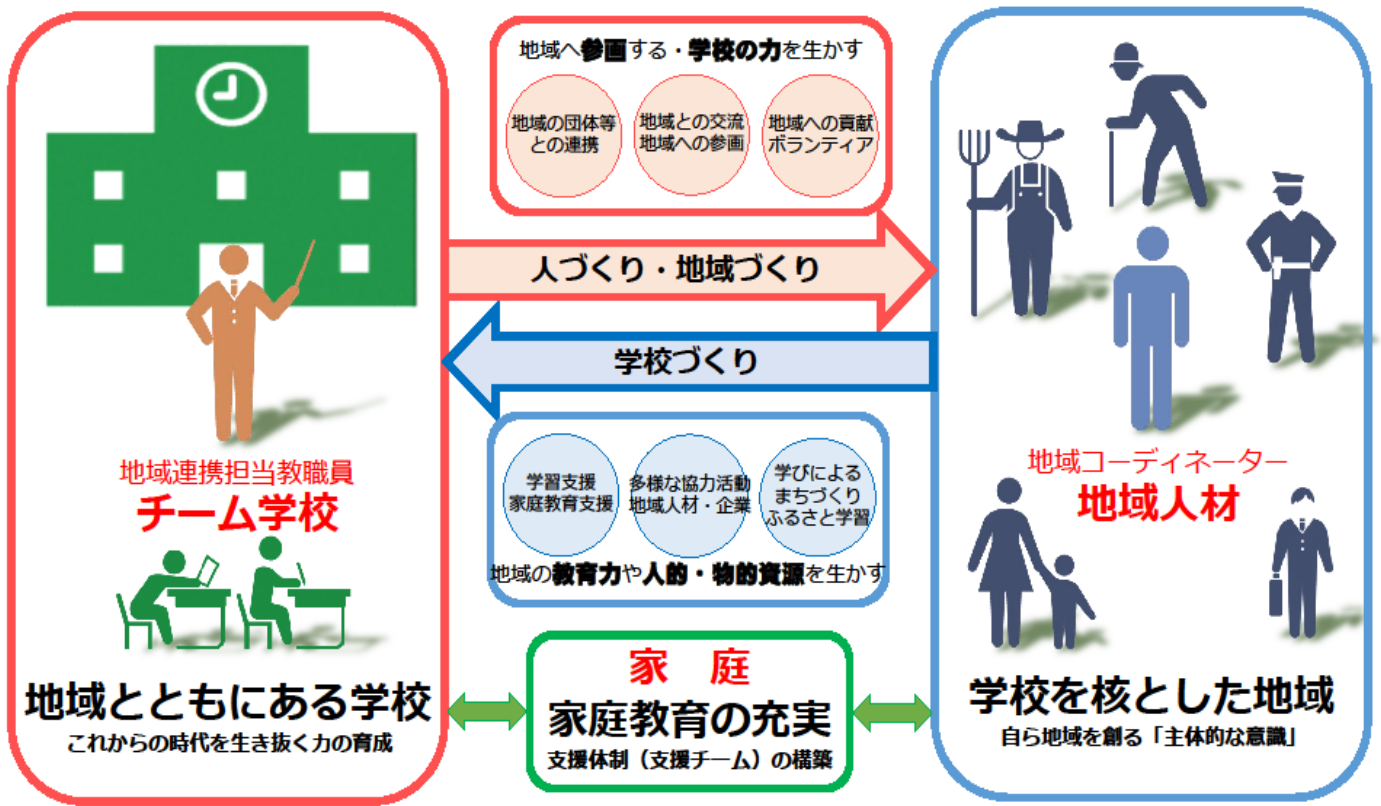 地域へ参画する・学校の力を生かす
地域の団体等
との連携
地域との交流
地域への参画
地域への貢献
ボランティア
人づくり・地域づくり
学校づくり
学習支援
家庭教育支援
多様な協力活動
地域人材・企業
学びによる
まちづくり
ふるさと学習
地域の教育力や人的・物的資源を生かす
地域連携担当教職員
チーム学校
地域とともにある学校
これからの時代を生き抜く力の育成
家 庭
家庭教育の充実
支援体制（支援チーム）の構築
地域コーディネーター
地域人材
学校を核とした地域
自ら地域を創る「主体的な意識」